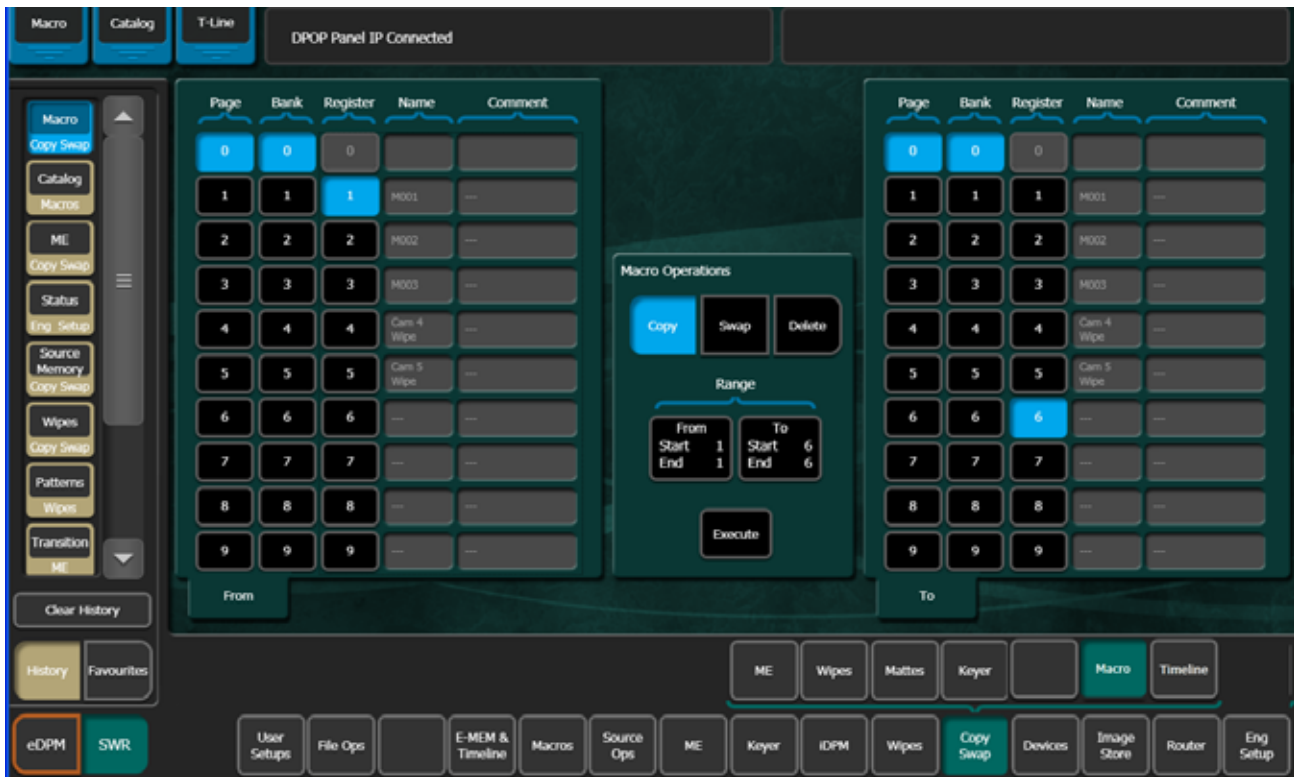 Macro Catalog T-Line DPOP Panel IP Connected
Page Bank Register Name Comment Page Bank Register Name Comment
Macro
Copy Swap
0 0 0 0 0 0
Catalog
Macros
1 1 1 M001 --- 1 1 1 M001 ---
ME
Copy Swap
2 2 2 M002 --- 2 2 2 M002 ---
Macro Operations
Status
Eng Setup
3 3 3 M003 --- 3 3 3 M003 ---
Copy Swap Delete
4 4 4 Cam 4 Wipe --- 4 4 4 Cam 4 Wipe ---
Source
Memory
Copy Swap
5 5 5 Cam 5 Wipe --- 5 5 5 Cam 5 Wipe ---
Range
Wipes
Copy Swap
6 6 6 --- --- 6 6 6 --- ---
From To
Start 1 Start 6
End 1 End 6
7 7 7 --- --- 7 7 7 --- ---
Patterns
Wipes
8 8 8 --- --- 8 8 8 --- ---
Execute
Transition
ME
9 9 9 --- --- 9 9 9 --- ---
From To
Clear History
History Favourites ME Wipes Mattes Keyer Macro Timeline
eDPM SWR User Setups File Ops E-MEM & Timeline Macros Source Ops ME Keyer iDPM Wipes Copy Swap Devices Image Store Router Eng Setup